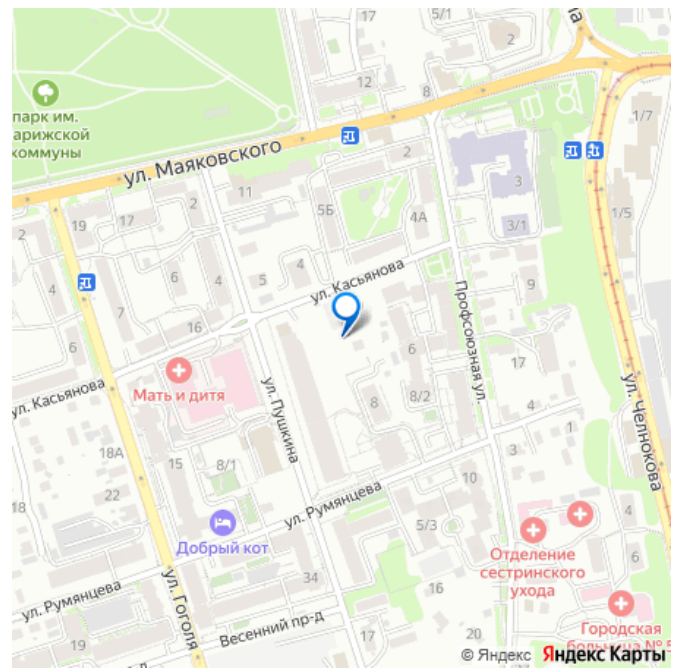 17
5/1
2
12
8
1/7
парк им.
арижской
коммуны
ул. Маяковского
2
11
3
5Б
4А
3/1
1/5
2
19
17
2
6
4
5
4
ул. Касьянова
4
7
6
16
9
Профсоюзная ул.
17
6
Мать и дитя
ул. Касьянова
ул. Пушкина
8
8/2
4
1
3
ул. Челнокова
18А
22
18
15
8/1
ул. Румянцева
10
5/3
Добрый кот
4
6
Отделение
сестринского
ухода
ул. Гоголя
34
16
ул. Румянцева
19
Весенний пр-д
17
20
Городская
больница № 5
© Яндекс Яндекс Карты